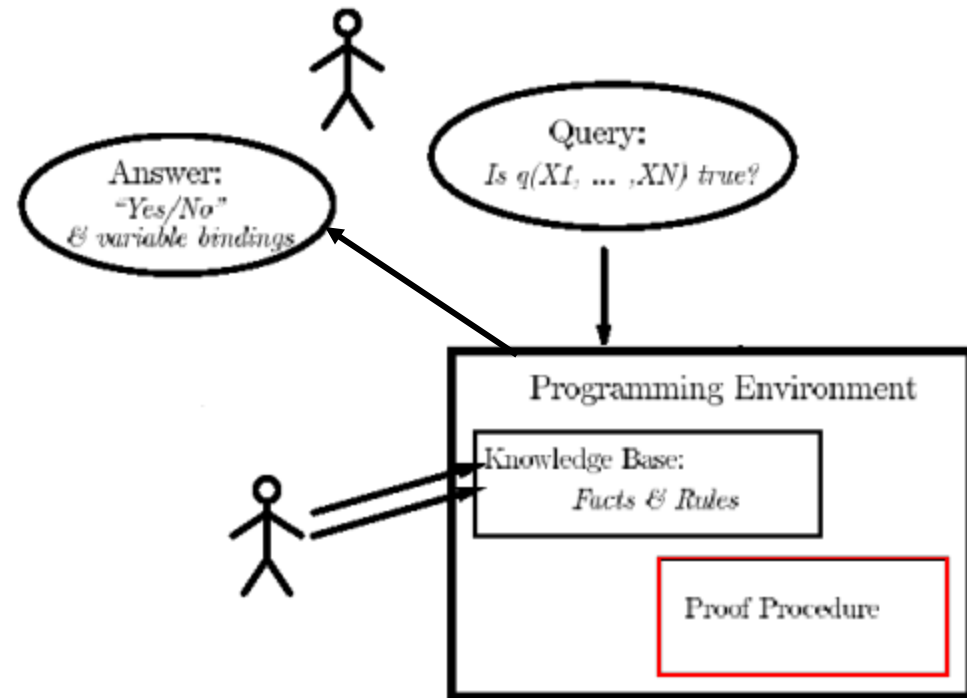 Answer:
"Yes/No"
& variable bindings
Query:
Is q(X1, ... ,XN) true?
Programming Environment
Knowledge Base:
Facts & Rules
Proof Procedure